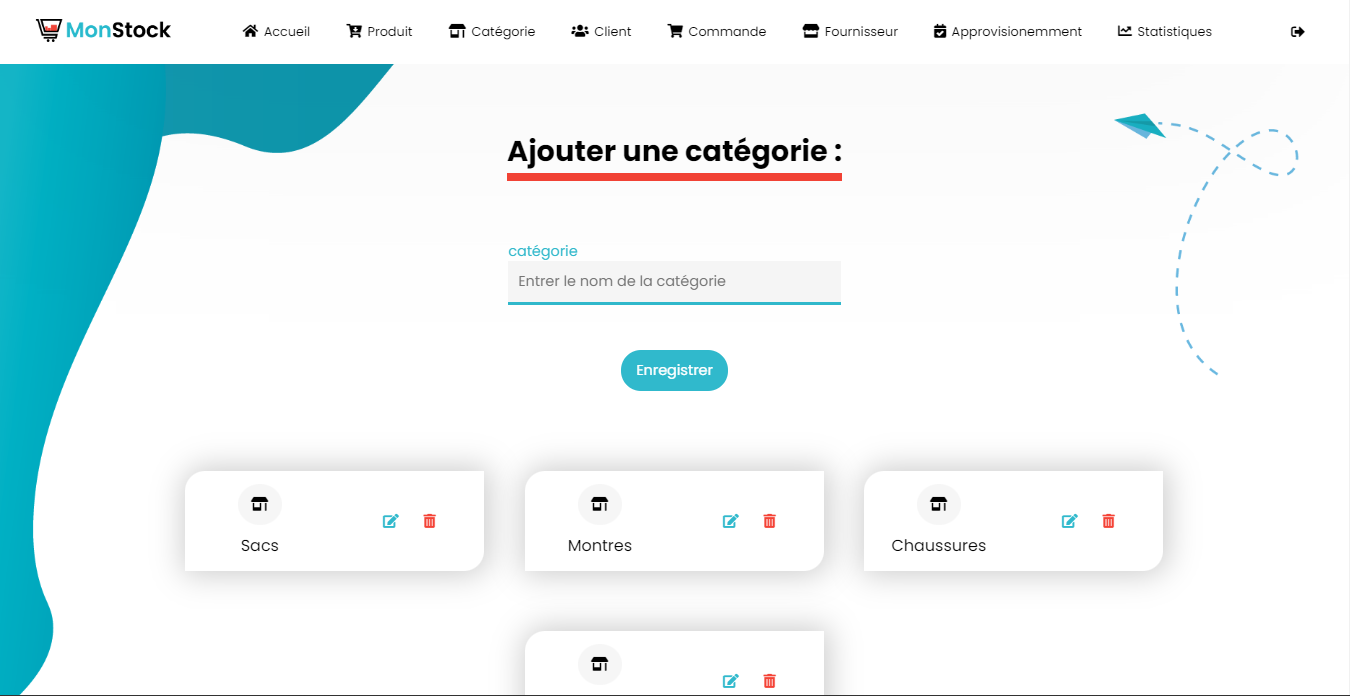 MonStock Accueil Produit Catégorie Client Commande Fournisseur Approvisionemment Statistiques
Ajouter une catégorie :
catégorie
Entrer le nom de la catégorie
Enregistrer
Sacs Montres Chaussures